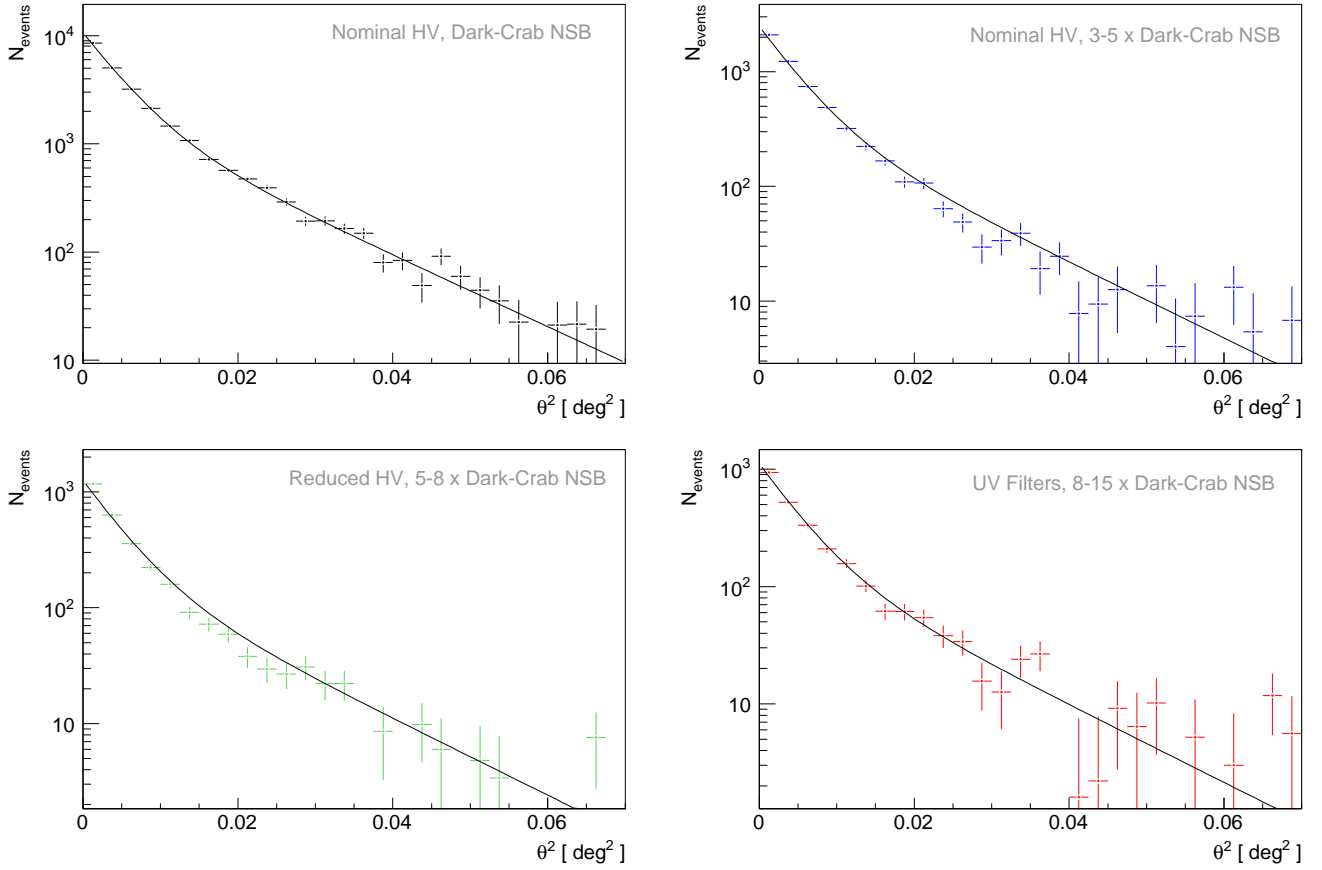 Nominal HV, Dark-Crab NSB
N_events
10^4
10^3
10^2
10
0 0.02 0.04 0.06
θ^2 [ deg^2 ]
Nominal HV, 3-5 x Dark-Crab NSB
N_events
10^3
10^2
10
0 0.02 0.04 0.06
θ^2 [ deg^2 ]
Reduced HV, 5-8 x Dark-Crab NSB
N_events
10^3
10^2
10
0 0.02 0.04 0.06
θ^2 [ deg^2 ]
UV Filters, 8-15 x Dark-Crab NSB
N_events
10^3
10^2
10
0 0.02 0.04 0.06
θ^2 [ deg^2 ]